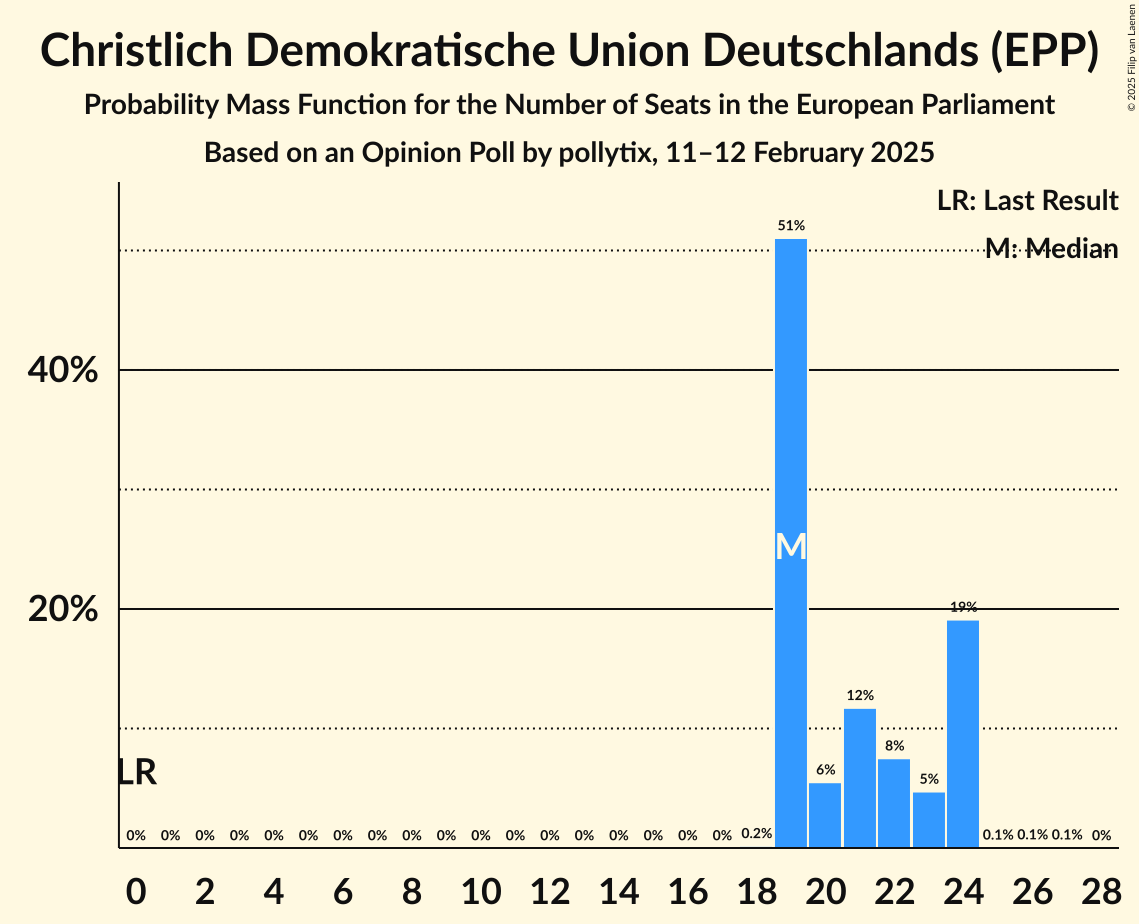 Christlich Demokratische Union Deutschlands (EPP)
Probability Mass Function for the Number of Seats in the European Parliament
Based on an Opinion Poll by pollytix, 11–12 February 2025
© 2025 Filip van Laenen
LR: Last Result
M: Median
51%
40%
M
20%
19%
12%
8%
6%
5%
LR
0% 0% 0% 0% 0% 0% 0% 0% 0% 0% 0% 0% 0% 0% 0% 0% 0% 0% 0.2% 0.1% 0.1% 0.1% 0%
0 2 4 6 8 10 12 14 16 18 20 22 24 26 28